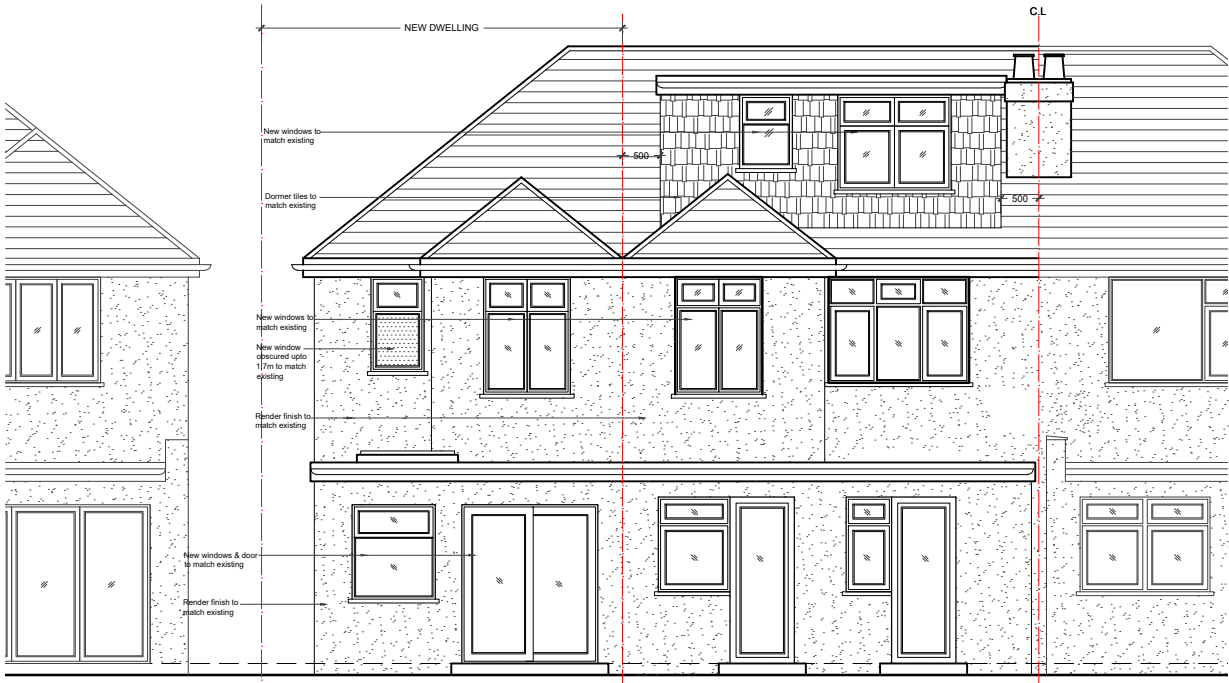 C.L
NEW DWELLING
New windows to
match existing
500
Dormer tiles to
match existing
500
New windows to
match existing
New window
obscured upto
1.7m to match
existing
Render finish to
match existing
New windows & door
to match existing
Render finish to
match existing